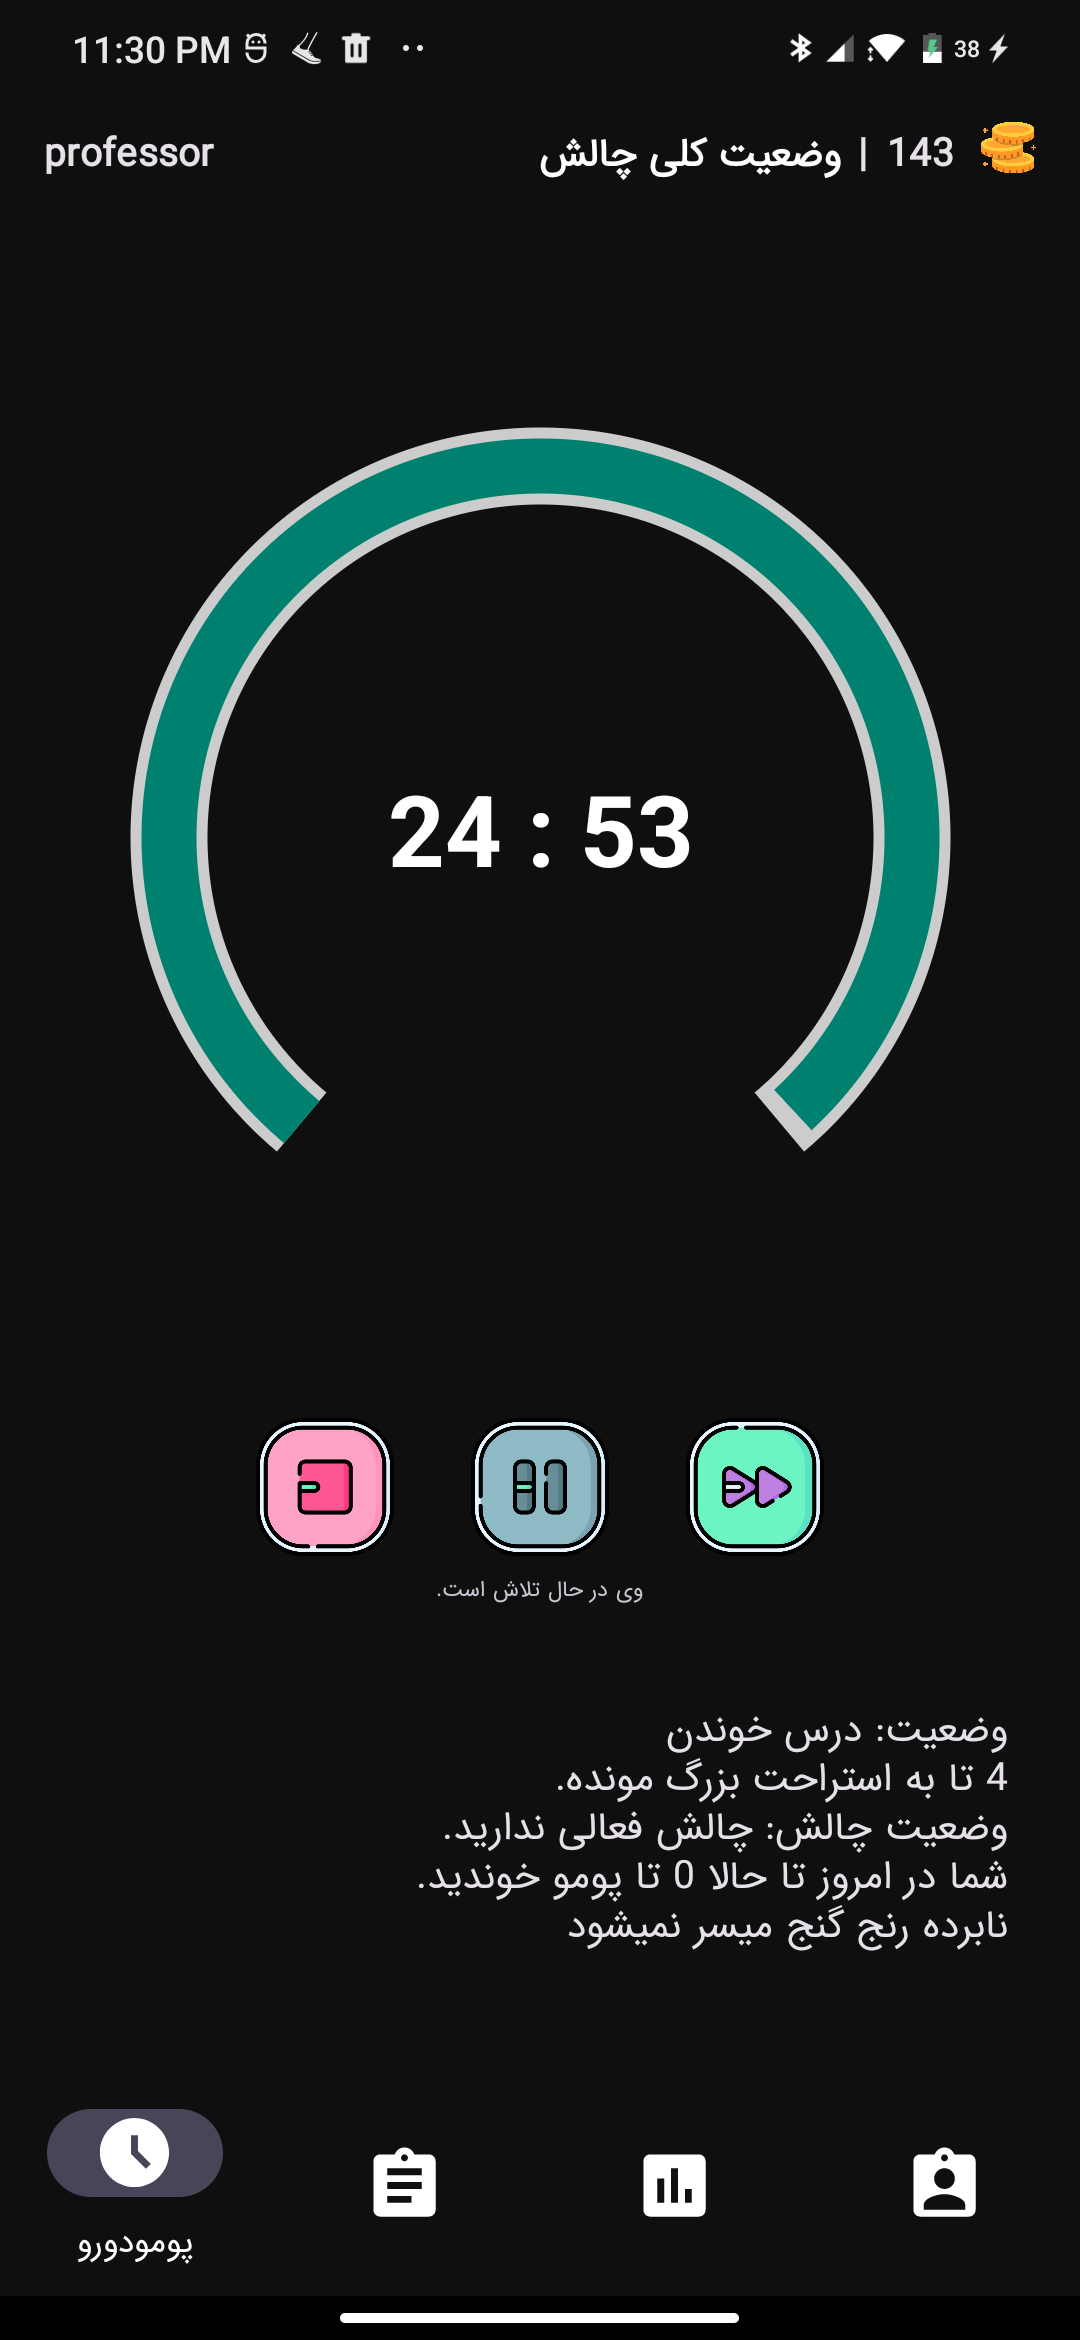 11:30 PM
38
professor
وضعیت کلی چالش | 143
24 : 53
وی در حال تلاش است.
وضعیت: درس خوندن
4 تا به استراحت بزرگ مونده.
وضعیت چالش: چالش فعالی ندارید.
شما در امروز تا حالا 0 تا پومو خوندید.
نابرده رنج گنج میسر نمیشود
پومودورو